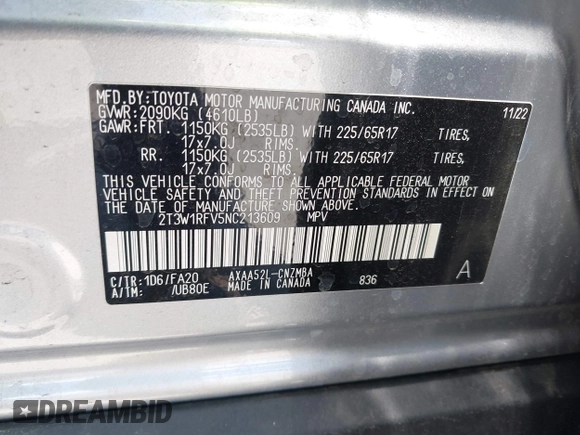 MFD.BY:TOYOTA MOTOR MANUFACTURING CANADA INC.
GVWR:2090KG (4610LB) 11/22
GAWR:FRT. 1150KG (2535LB) WITH 225/65R17 TIRES,
17x7.0J RIMS.
RR. 1150KG (2535LB) WITH 225/65R17 TIRES,
17x7.0J RIMS.
THIS VEHICLE CONFORMS TO ALL APPLICABLE FEDERAL MOTOR
VEHICLE SAFETY AND THEFT PREVENTION STANDARDS IN EFFECT ON
THE DATE OF MANUFACTURE SHOWN ABOVE.
2T3W1RFV5NC213609 MPV
C/TR:1D6/FA20 AXAA52L-CNZMBA 836 A
A/TM: /UB80E MADE IN CANADA
DREAMBID